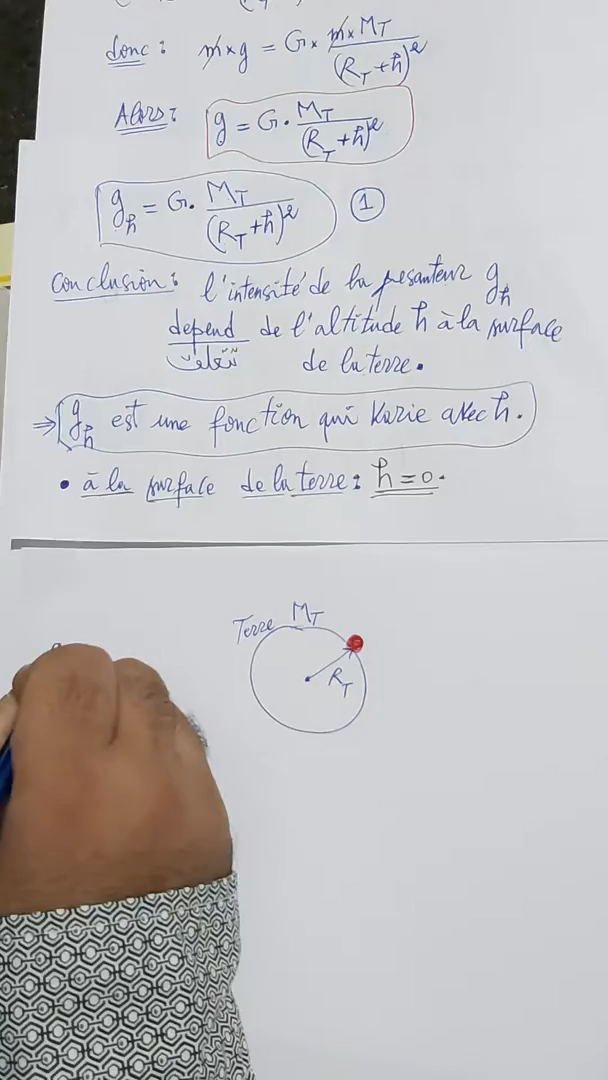 donc : m×g = G× m×M_T/(R_T+h)²
Alors: g = G. M_T/(R_T+h)²
g_h = G. M_T/(R_T+h)² ①
Conclusion: l'intensité de la pesanteur g_h
depend de l'altitude h à la surface
تتعلق de la terre.
⇒ g_h est une fonction qui varie avec h.
• à la surface de la terre: h=0.
Terre M_T
R_T